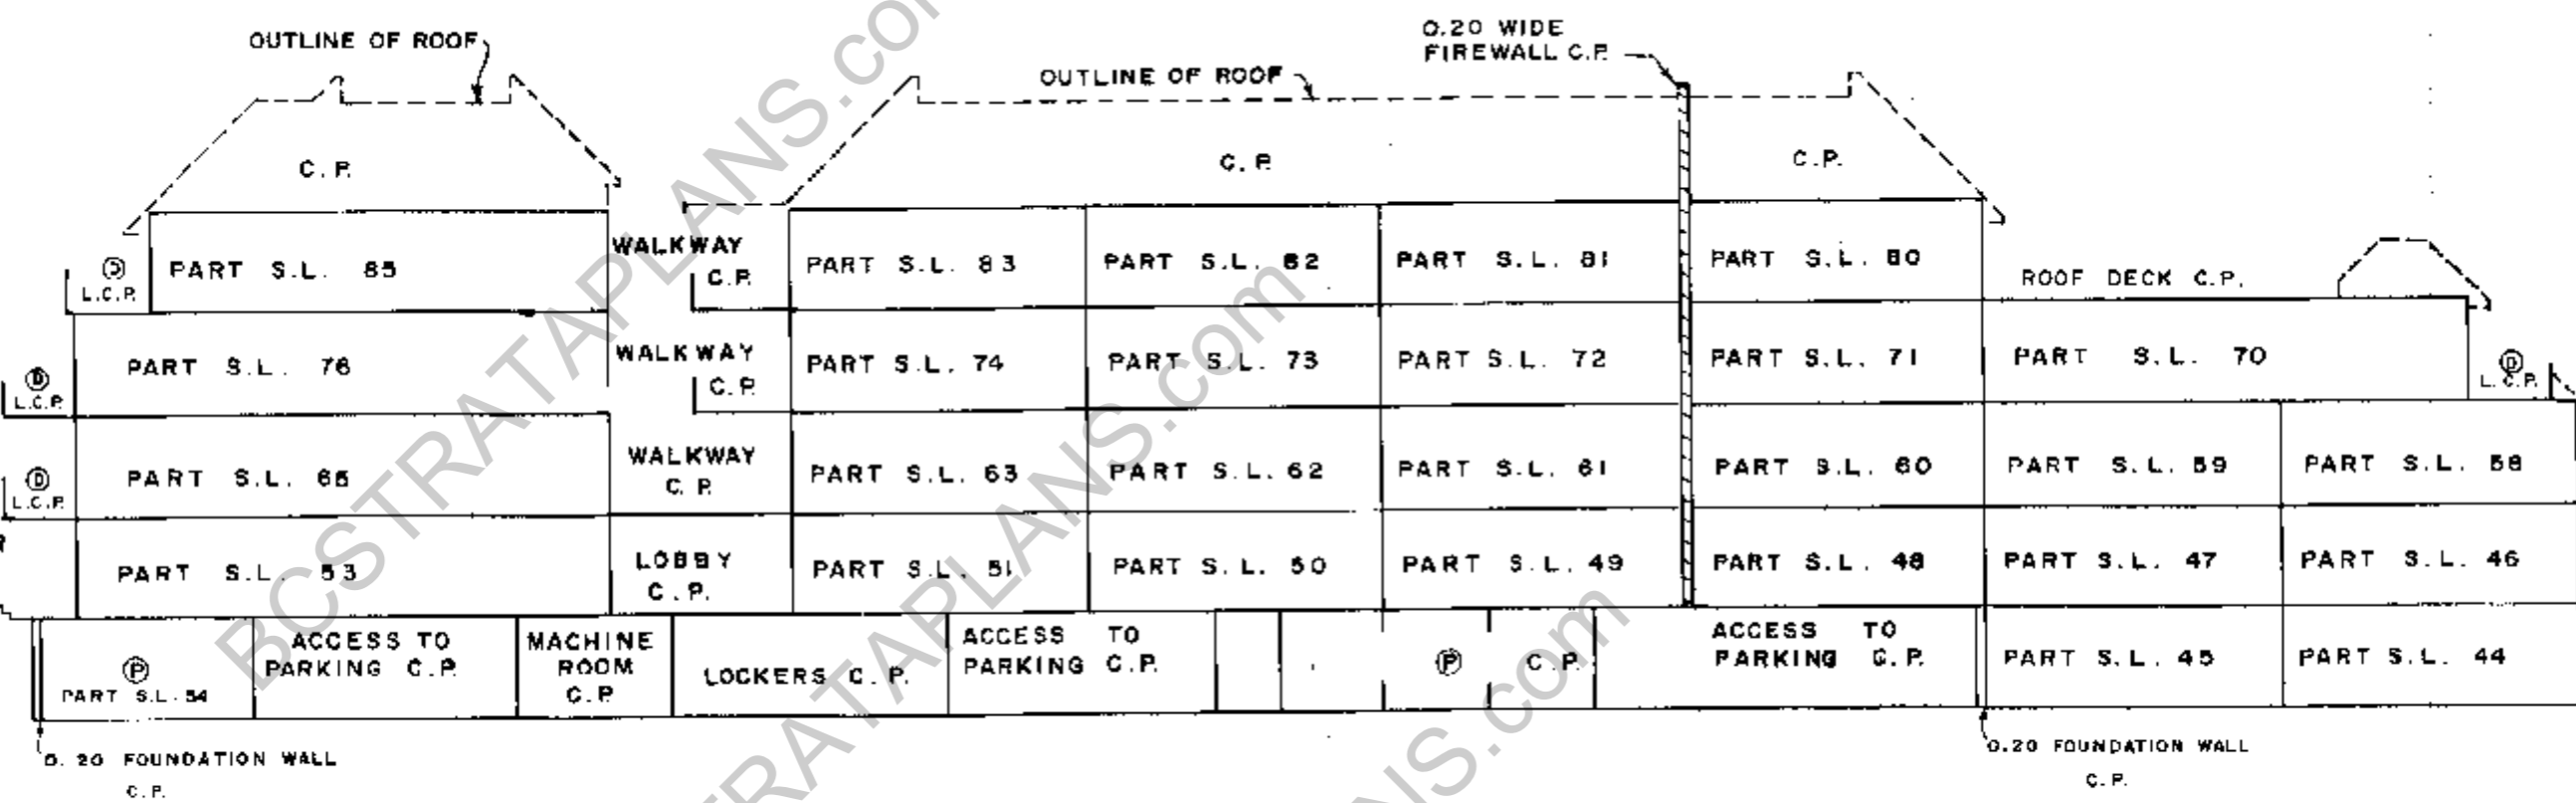 OUTLINE OF ROOF
O.20 WIDE
FIREWALL C.P.
OUTLINE OF ROOF
C.P.
C.P.
C.P.
D
L.C.P.
PART S.L. 85
WALKWAY
C.P.
PART S.L. 83
PART S.L. 82
PART S.L. 81
PART S.L. 80
ROOF DECK C.P.
D
L.C.P.
PART S.L. 76
WALKWAY
C.P.
PART S.L. 74
PART S.L. 73
PART S.L. 72
PART S.L. 71
PART S.L. 70
D
L.C.P.
D
L.C.P.
PART S.L. 65
WALKWAY
C.P.
PART S.L. 63
PART S.L. 62
PART S.L. 61
PART S.L. 60
PART S.L. 59
PART S.L. 58
PART S.L. 53
LOBBY
C.P.
PART S.L. 51
PART S.L. 50
PART S.L. 49
PART S.L. 48
PART S.L. 47
PART S.L. 46
P
PART S.L. 54
ACCESS TO
PARKING C.P.
MACHINE
ROOM
C.P.
LOCKERS C.P.
ACCESS TO
PARKING C.P.
P C.P.
ACCESS TO
PARKING C.P.
PART S.L. 45
PART S.L. 44
0.20 FOUNDATION WALL
C.P.
0.20 FOUNDATION WALL
C.P.
BCSTRATAPLANS.com
STRATAPLANS.com
NS.com